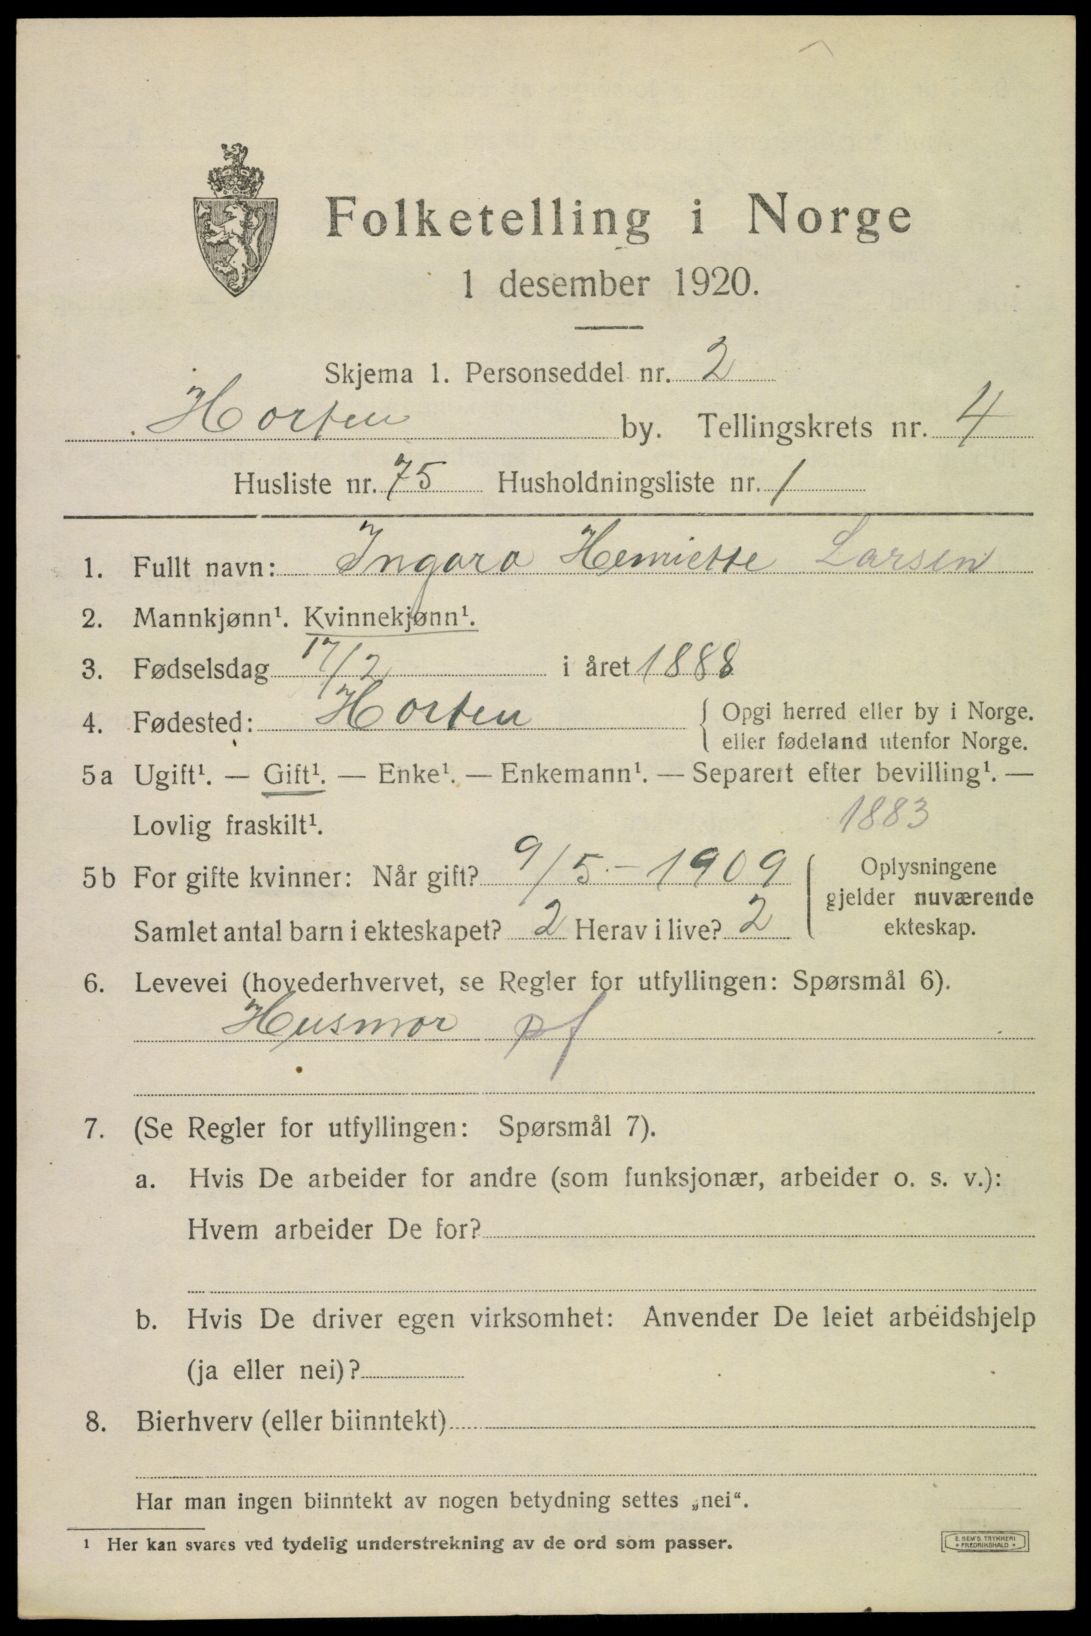 Folketelling i Norge
1 desember 1920.
Skjema 1. Personseddel nr. 2
Horten by. Tellingskrets nr. 4
Husliste nr. 75 Husholdningsliste nr. 1
1. Fullt navn: Ingara Henriette Larsen
2. Mannkjønn¹. Kvinnekjønn¹.
3. Fødselsdag 17/2 i året 1888
4. Fødested: Horten { Opgi herred eller by i Norge.
eller fødeland utenfor Norge.
5a Ugift¹. — Gift¹. — Enke¹. — Enkemann¹. — Separert efter bevilling¹. —
Lovlig fraskilt¹. 1883
5b For gifte kvinner: Når gift? 9/5 - 1909 { Oplysningene
gjelder nuværende
Samlet antal barn i ekteskapet? 2 Herav i live? 2 ekteskap.
6. Levevei (hovederhvervet, se Regler for utfyllingen: Spørsmål 6).
Husmor pf
7. (Se Regler for utfyllingen: Spørsmål 7).
a. Hvis De arbeider for andre (som funksjonær, arbeider o. s. v.):
Hvem arbeider De for?
b. Hvis De driver egen virksomhet: Anvender De leiet arbeidshjelp
(ja eller nei)?
8. Bierhverv (eller biinntekt)
Har man ingen biinntekt av nogen betydning settes „nei“.
¹ Her kan svares ved tydelig understrekning av de ord som passer.
E. SEM'S TRYKKERI
• FREDRIKSHALD •